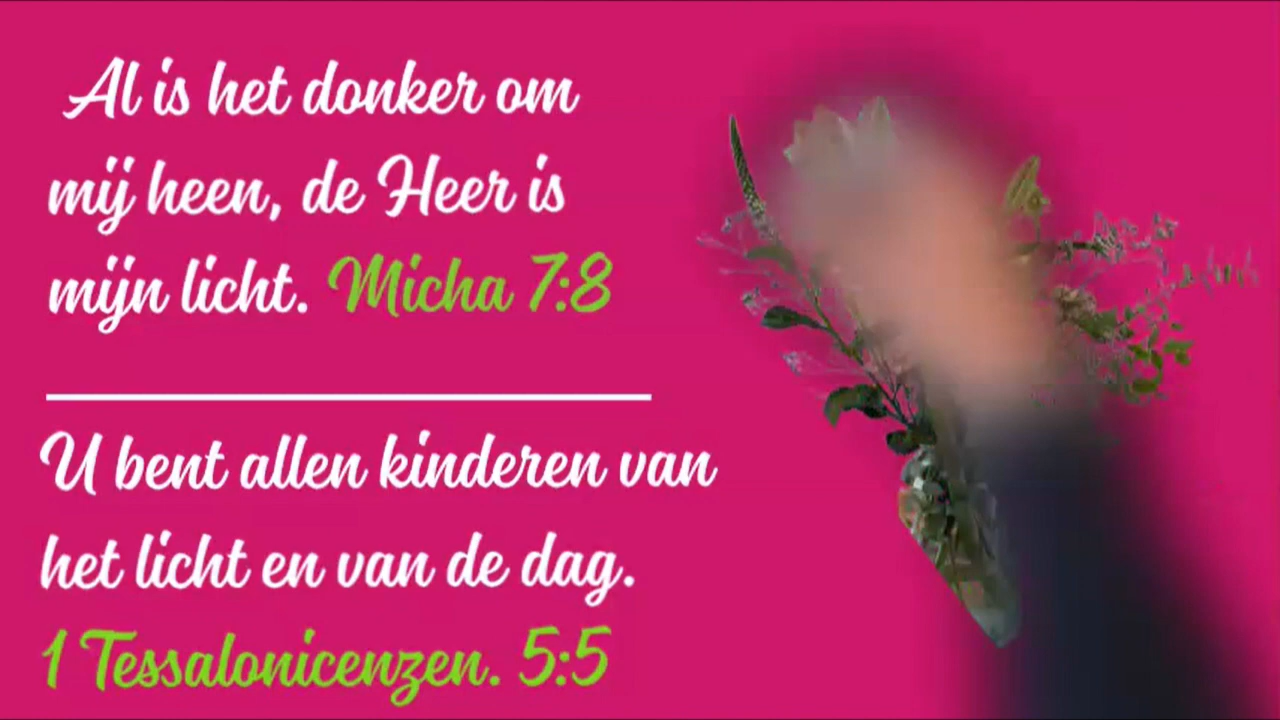 Al is het donker om
mij heen, de Heer is
mijn licht. Micha 7:8
U bent allen kinderen van
het licht en van de dag.
1 Tessalonicenzen. 5:5